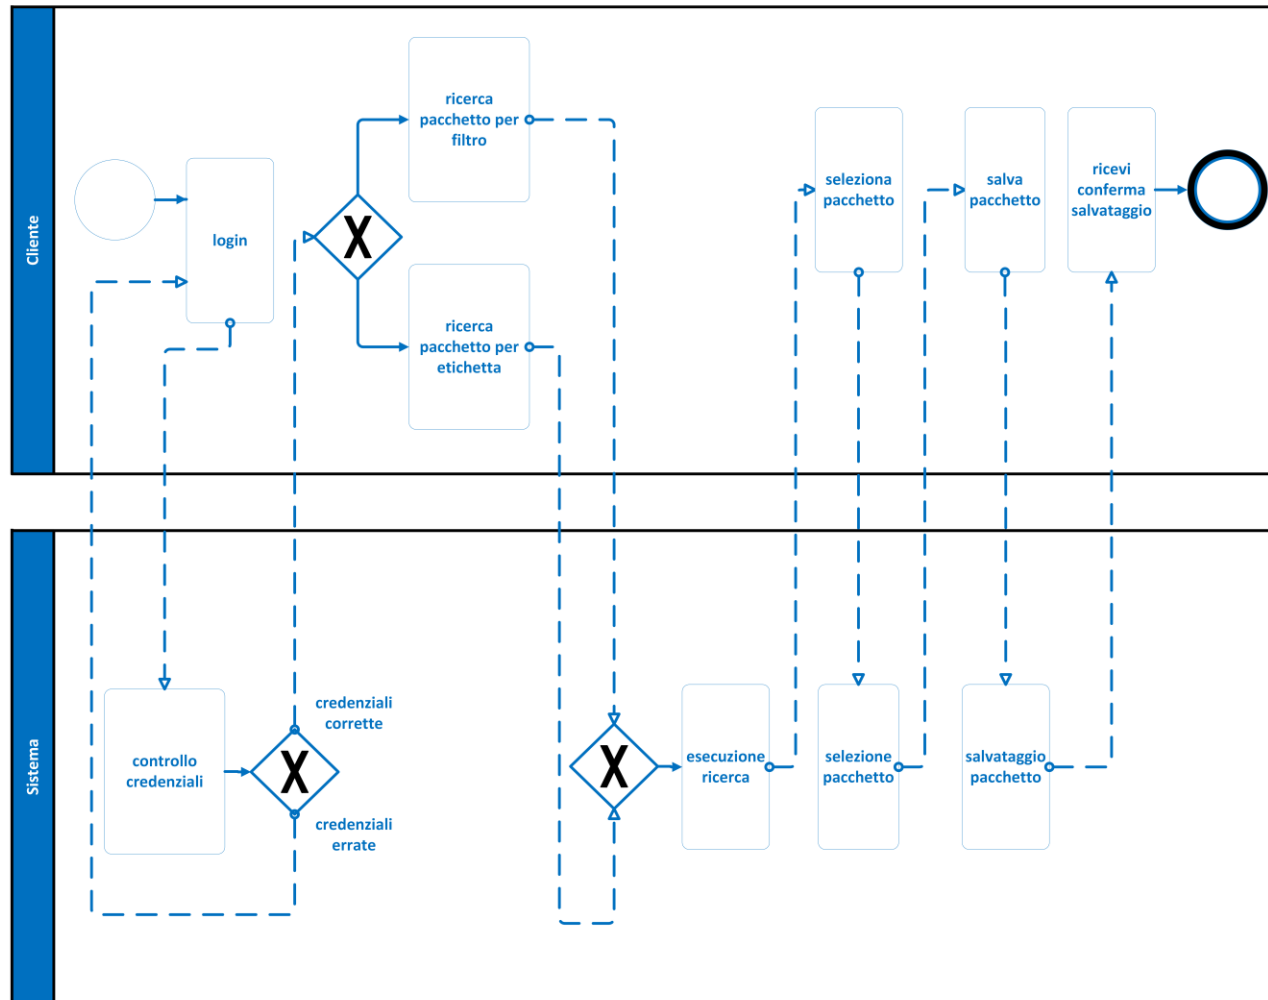 Cliente
login
X
ricerca
pacchetto per
filtro
ricerca
pacchetto per
etichetta
seleziona
pacchetto
salva
pacchetto
ricevi
conferma
salvataggio
Sistema
controllo
credenziali
X
credenziali
corrette
credenziali
errate
X
esecuzione
ricerca
selezione
pacchetto
salvataggio
pacchetto